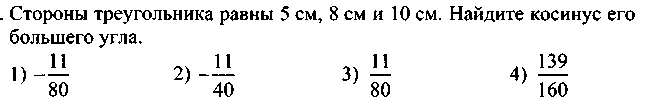 . Стороны треугольника равны 5 см, 8 см и 10 см. Найдите косинус его
большего угла.
1) −11/80 2) −11/40 3) 11/80 4) 139/160